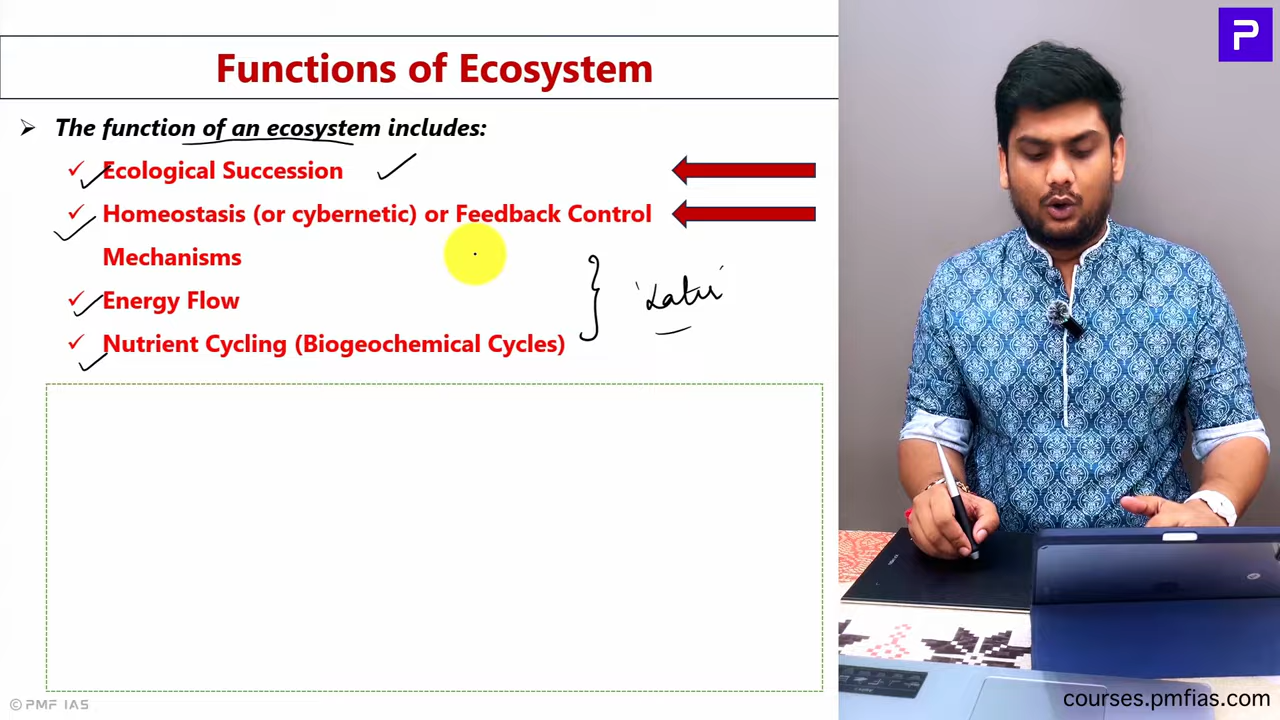 Functions of Ecosystem
P
➢ The function of an ecosystem includes:
✓ Ecological Succession
✓ Homeostasis (or cybernetic) or Feedback Control
Mechanisms
✓ Energy Flow
'Later'
✓ Nutrient Cycling (Biogeochemical Cycles)
© PMF IAS
courses.pmfias.com